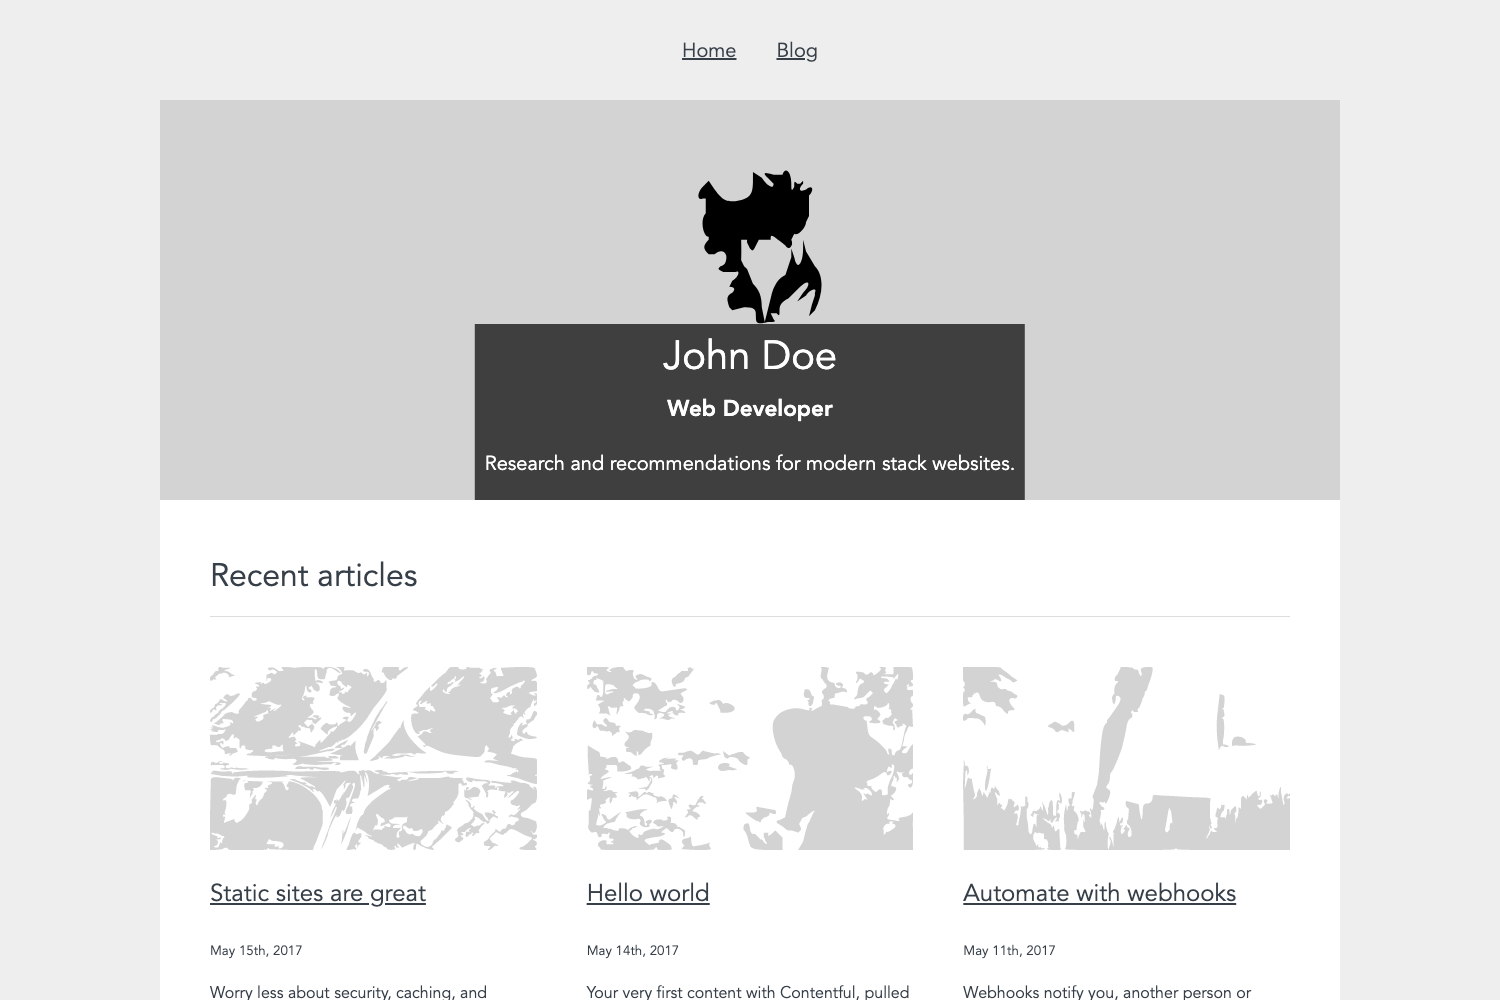 Home Blog
John Doe
Web Developer
Research and recommendations for modern stack websites.
Recent articles
Static sites are great
May 15th, 2017
Worry less about security, caching, and
Hello world
May 14th, 2017
Your very first content with Contentful, pulled
Automate with webhooks
May 11th, 2017
Webhooks notify you, another person or